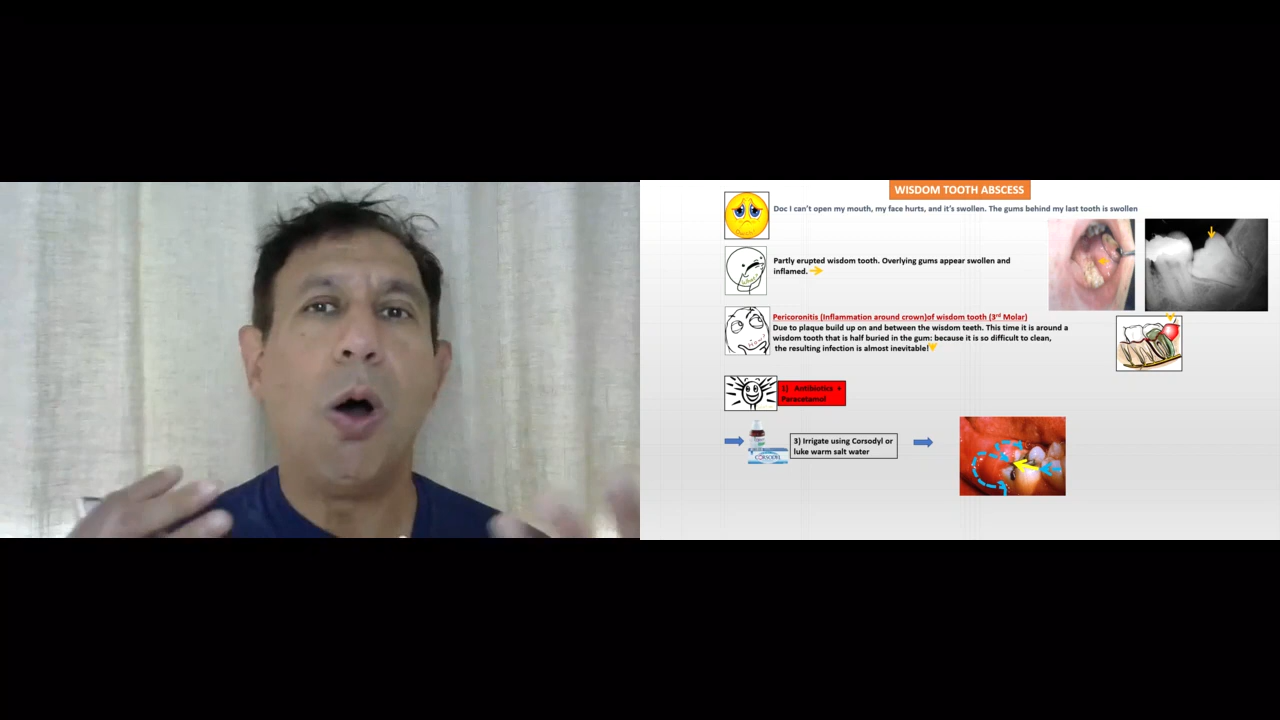 WISDOM TOOTH ABSCESS
Doc I can't open my mouth, my face hurts, and it's swollen. The gums behind my last tooth is swollen
Partly erupted wisdom tooth. Overlying gums appear swollen and
inflamed.
Pericoronitis (Inflammation around crown)of wisdom tooth (3rd Molar)
Due to plaque build up on and between the wisdom teeth. This time it is around a
wisdom tooth that is half buried in the gum: because it is so difficult to clean,
the resulting infection is almost inevitable!
1) Antibiotics +
Paracetamol
3) Irrigate using Corsodyl or
luke warm salt water
CORSODYL